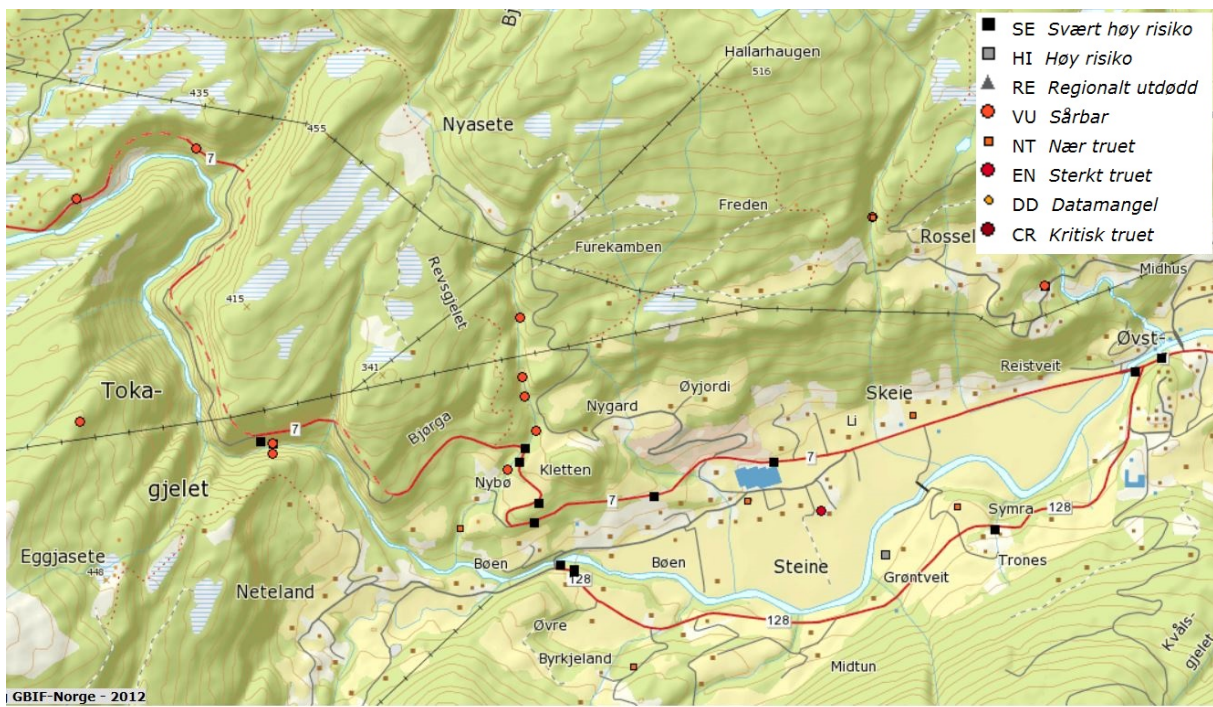 SE Svært høy risiko
HI Høy risiko
RE Regionalt utdødd
VU Sårbar
NT Nær truet
EN Sterkt truet
DD Datamangel
CR Kritisk truet
Hallarhaugen
516
435
455
Nyasete
7
Freden
Furekamben
Rossel
Midhus
Revsgjelet
415
341
Øvst-
Reistveit
Toka-
Øyjordi
Skeie
Nygard
Li
Bjørga
7
7
Kletten
Nybø
gjelet
7
Symra
128
Eggjasete
448
Bøen
Bøen
Steine
Trones
Grøntveit
128
Neteland
128
Øvre
Byrkjeland
Midtun
Kvåls-
gjelet
GBIF-Norge - 2012